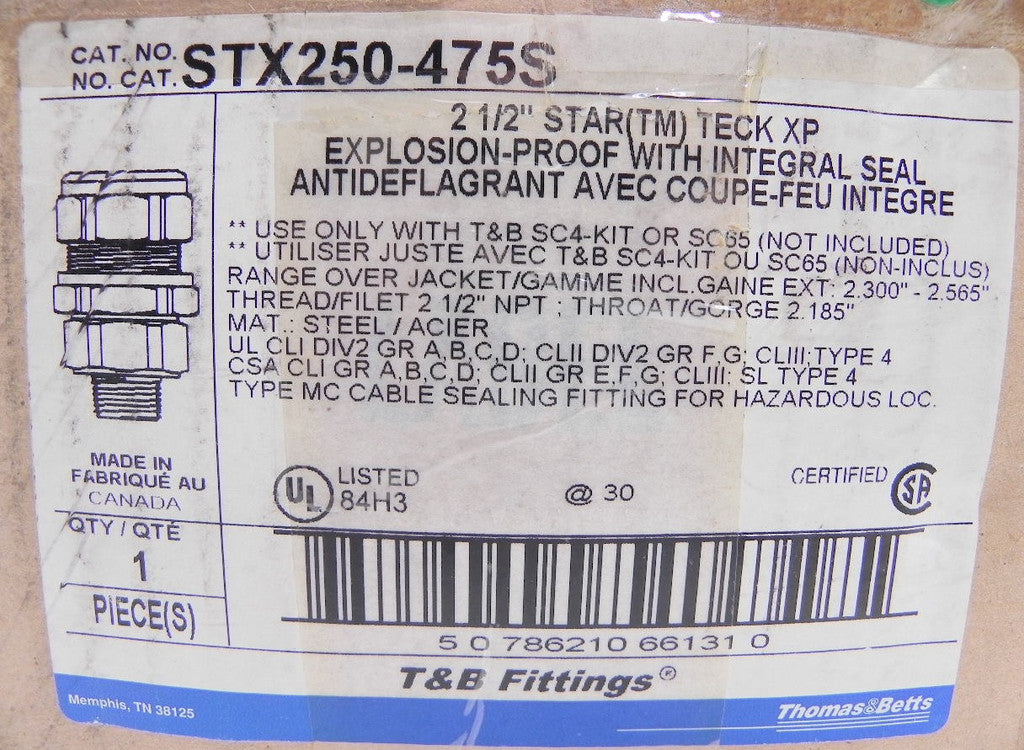 CAT. NO.
NO. CAT. STX250-475S
2 1/2" STAR(TM) TECK XP
EXPLOSION-PROOF WITH INTEGRAL SEAL
ANTIDEFLAGRANT AVEC COUPE-FEU INTEGRE
** USE ONLY WITH T&B SC4-KIT OR SC65 (NOT INCLUDED)
** UTILISER JUSTE AVEC T&B SC4-KIT OU SC65 (NON-INCLUS)
RANGE OVER JACKET/GAMME INCL.GAINE EXT: 2.300" - 2.565"
THREAD/FILET 2 1/2" NPT ; THROAT/GORGE 2.185"
MAT.: STEEL / ACIER
UL CLI DIV2 GR A,B,C,D; CLII DIV2 GR F,G; CLIII;TYPE 4
CSA CLI GR A,B,C,D; CLII GR E,F,G; CLIII; SL TYPE 4
TYPE MC CABLE SEALING FITTING FOR HAZARDOUS LOC.
MADE IN
FABRIQUÉ AU
CANADA
UL LISTED
84H3
@ 30
CERTIFIED SA
QTY / QTÉ
1
PIECE(S)
5 0 786210 66131 0
T&B Fittings®
Memphis, TN 38125
Thomas&Betts